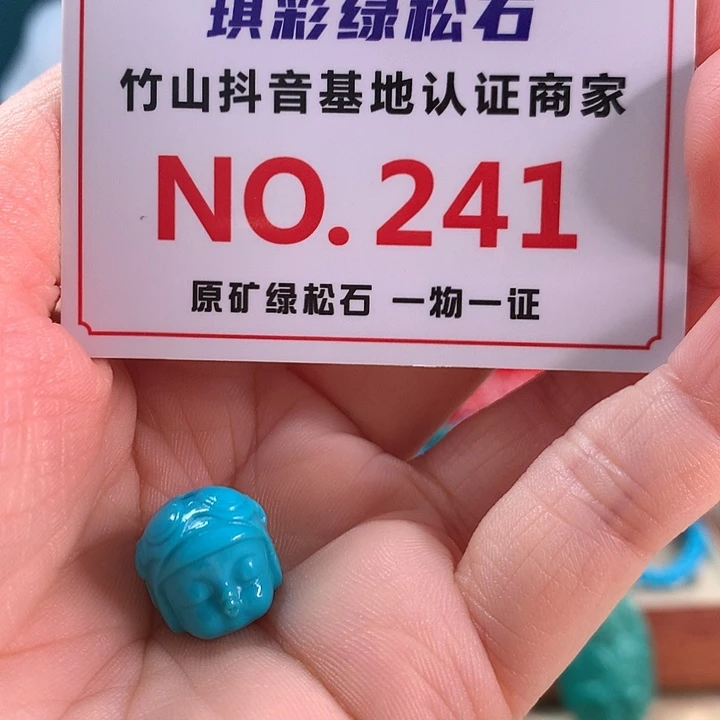 琪彩绿松石
竹山抖音基地认证商家
NO.241
原矿绿松石 一物一证